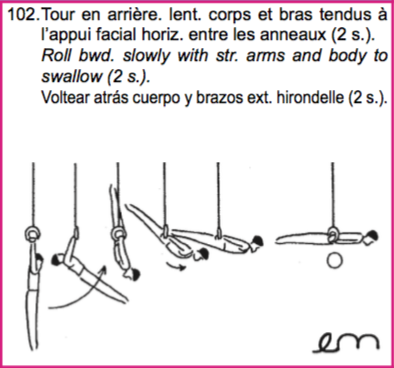 102.Tour en arrière. lent. corps et bras tendus à
l'appui facial horiz. entre les anneaux (2 s.).
Roll bwd. slowly with str. arms and body to
swallow (2 s.).
Voltear atrás cuerpo y brazos ext. hirondelle (2 s.).
em